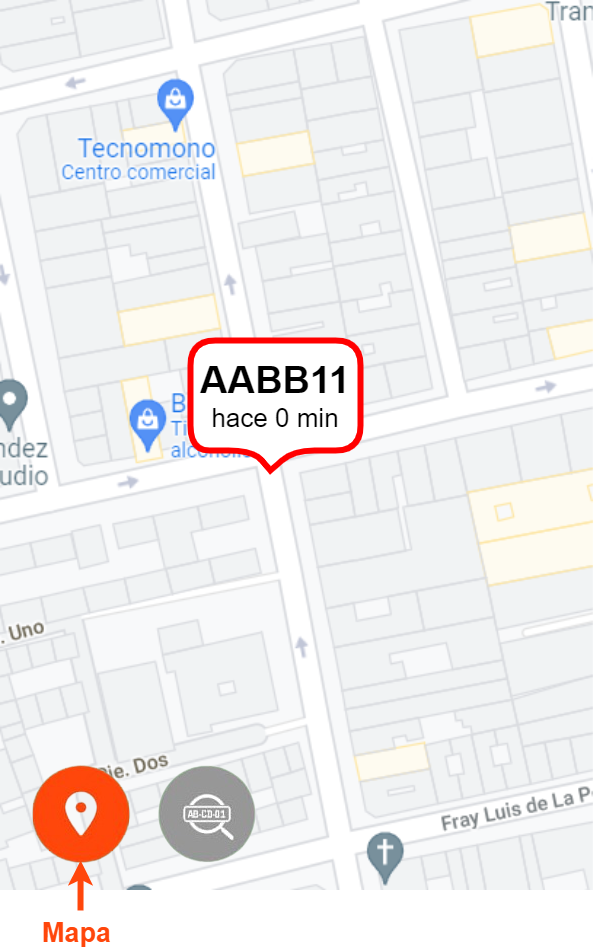 Tran
Tecnomono
Centro comercial
AABB11
hace 0 min
B
Ti
ndez
udio
. Uno
ie. Dos
AB-CD-01
Fray Luis de La P
Mapa